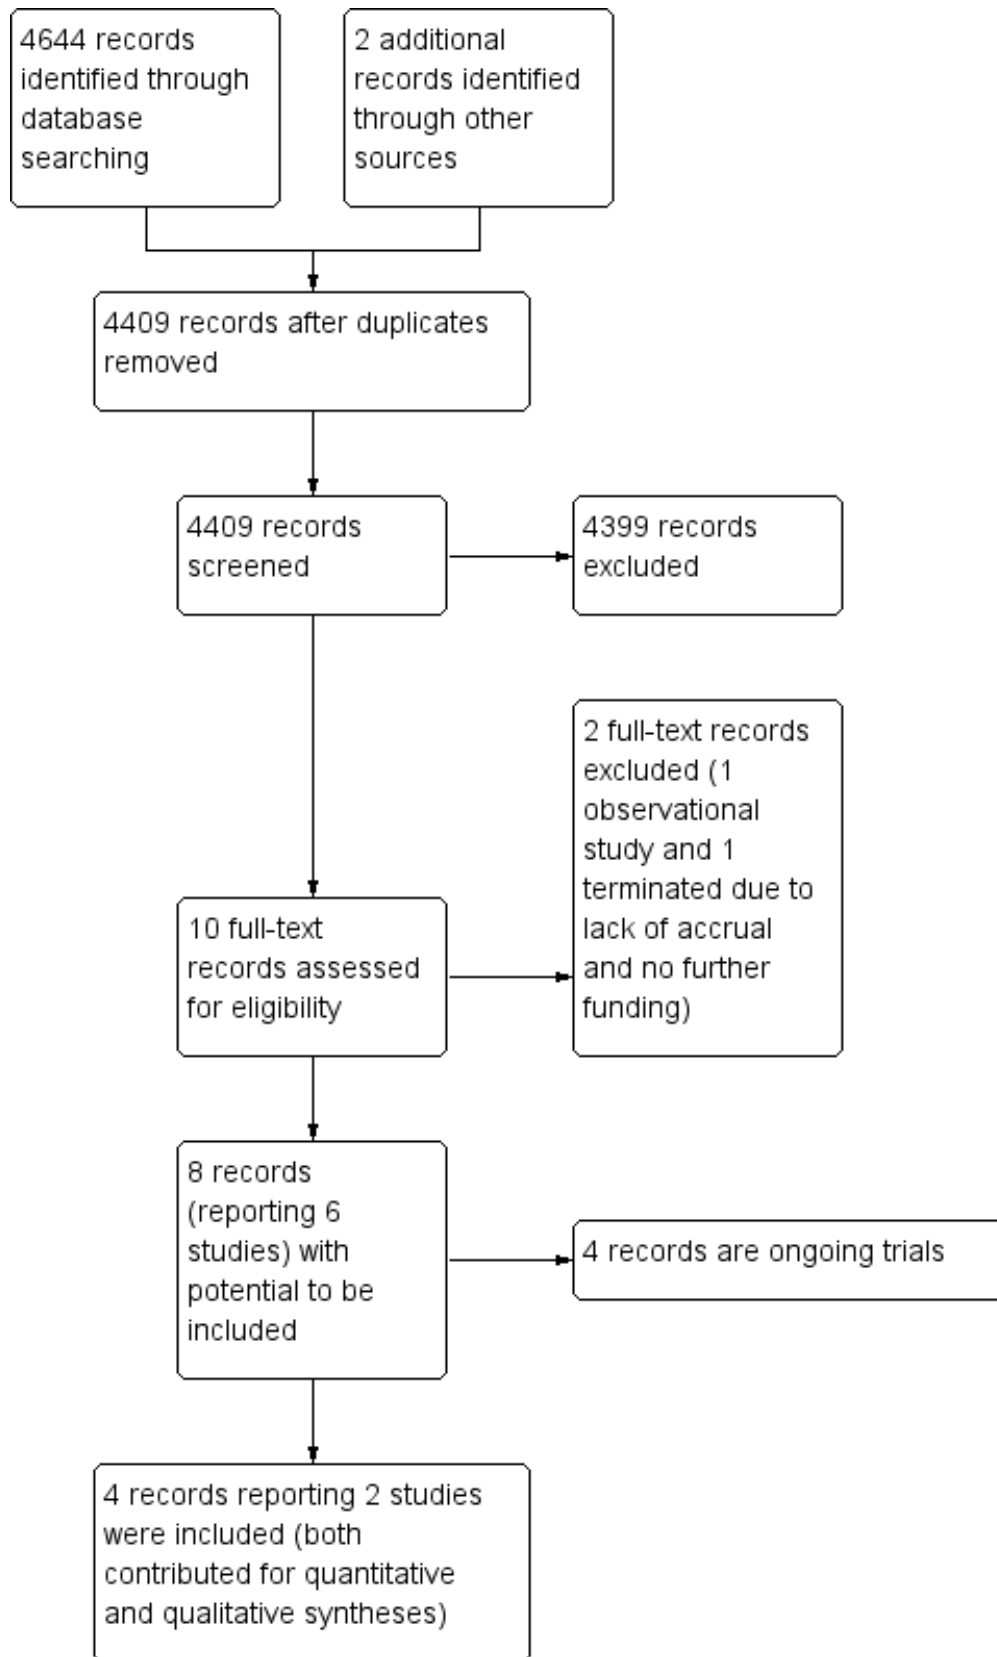 4644 records
identified through
database
searching
2 additional
records identified
through other
sources
4409 records after duplicates
removed
4409 records
screened
4399 records
excluded
2 full-text records
excluded (1
observational
study and 1
terminated due to
lack of accrual
and no further
funding)
10 full-text
records assessed
for eligibility
8 records
(reporting 6
studies) with
potential to be
included
4 records are ongoing trials
4 records reporting 2 studies
were included (both
contributed for quantitative
and qualitative syntheses)